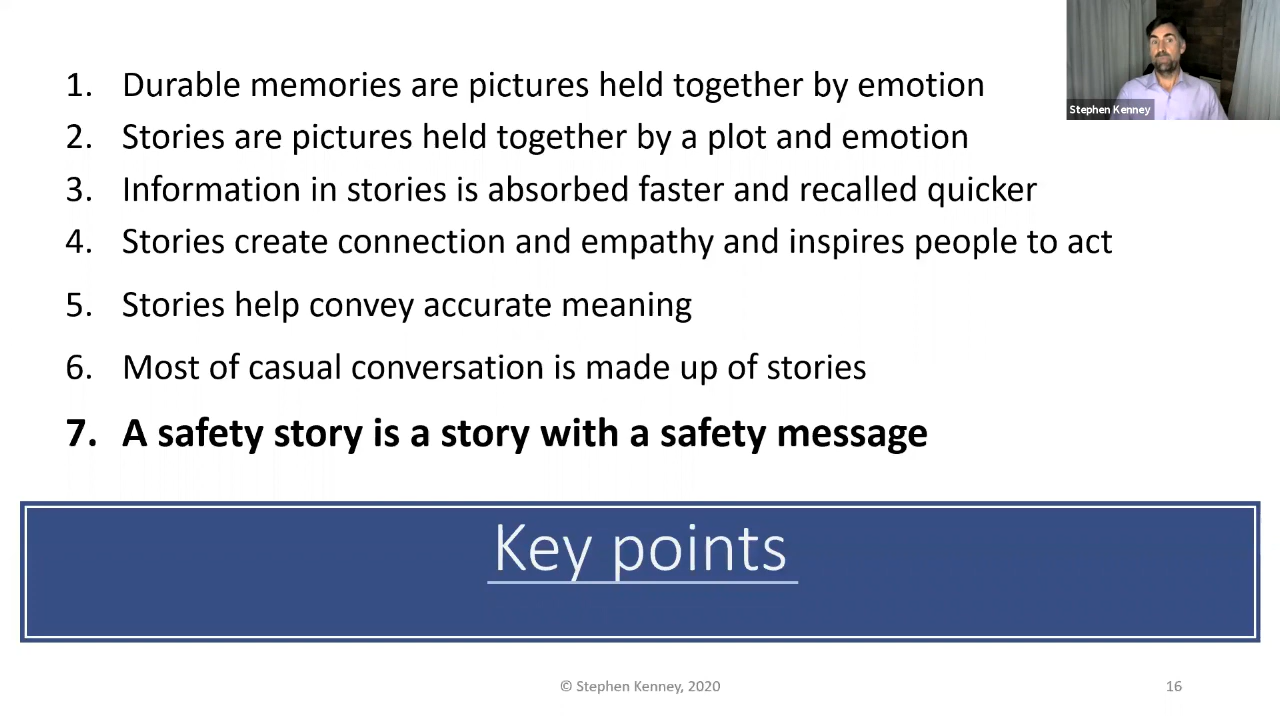 1. Durable memories are pictures held together by emotion
2. Stories are pictures held together by a plot and emotion
3. Information in stories is absorbed faster and recalled quicker
4. Stories create connection and empathy and inspires people to act
5. Stories help convey accurate meaning
6. Most of casual conversation is made up of stories
7. A safety story is a story with a safety message
Stephen Kenney
Key points
© Stephen Kenney, 2020
16